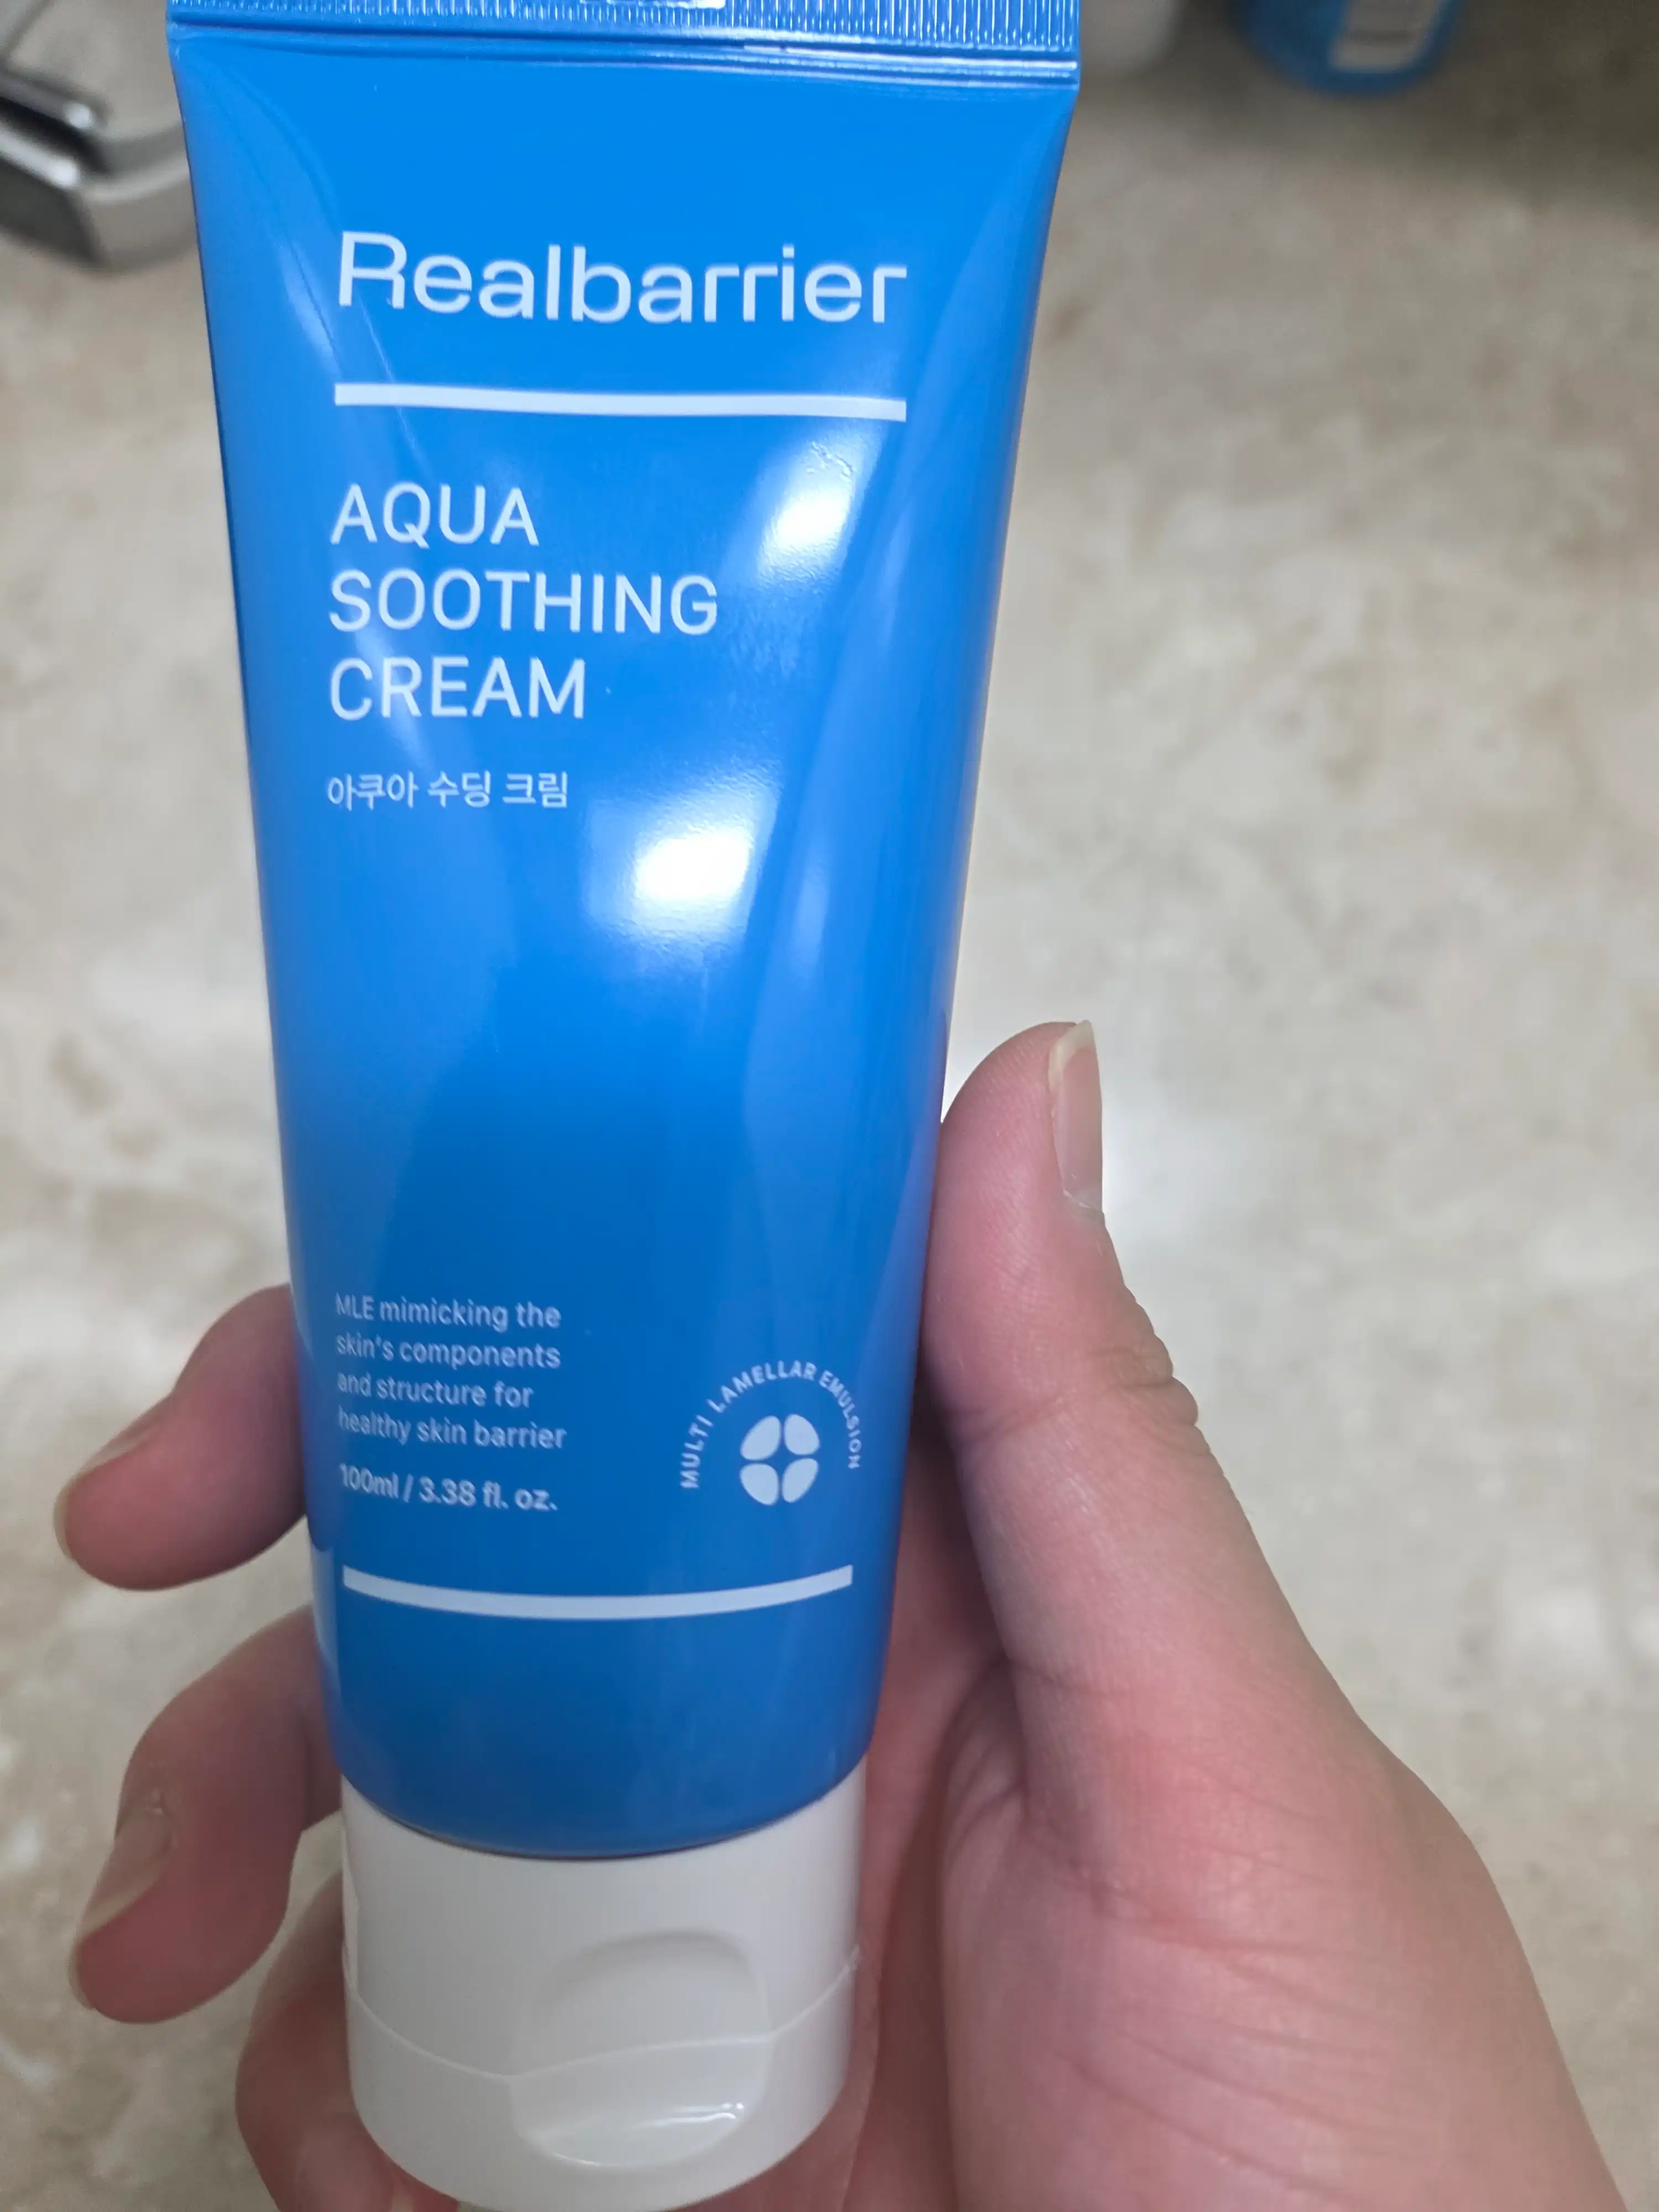 Realbarrier
AQUA
SOOTHING
CREAM
아쿠아 수딩 크림
MLE mimicking the
skin's components
and structure for
healthy skin barrier
100ml / 3.38 fl. oz.
MULTI LAMELLAR EMULSION